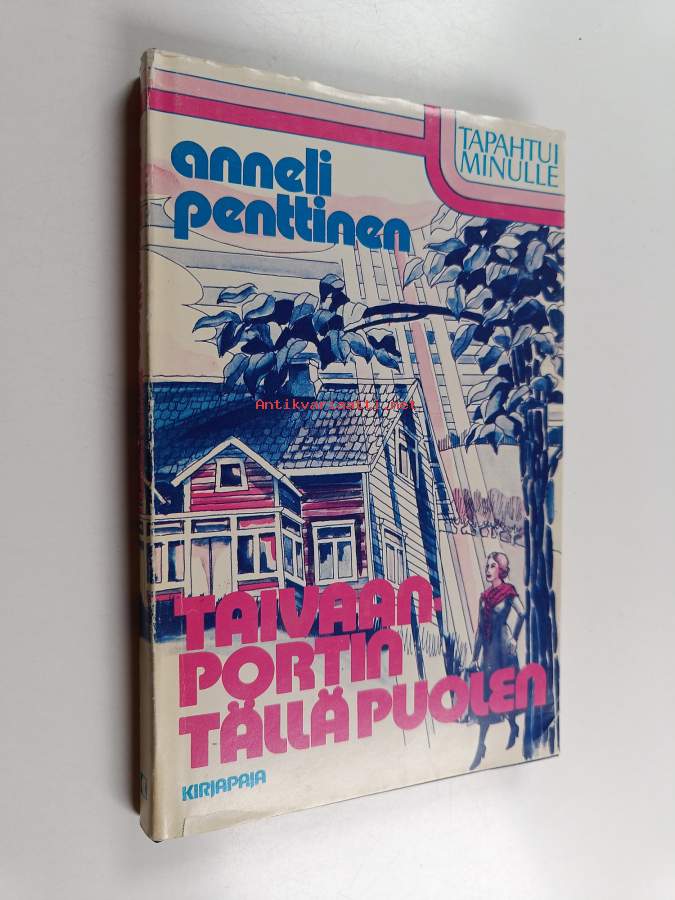 TAPAHTUI
MINULLE
anneli
penttinen
Antikvariaatti.net
TAIVAAN-
PORTIN
TÄLLÄ PUOLEN
KIRJAPAJA